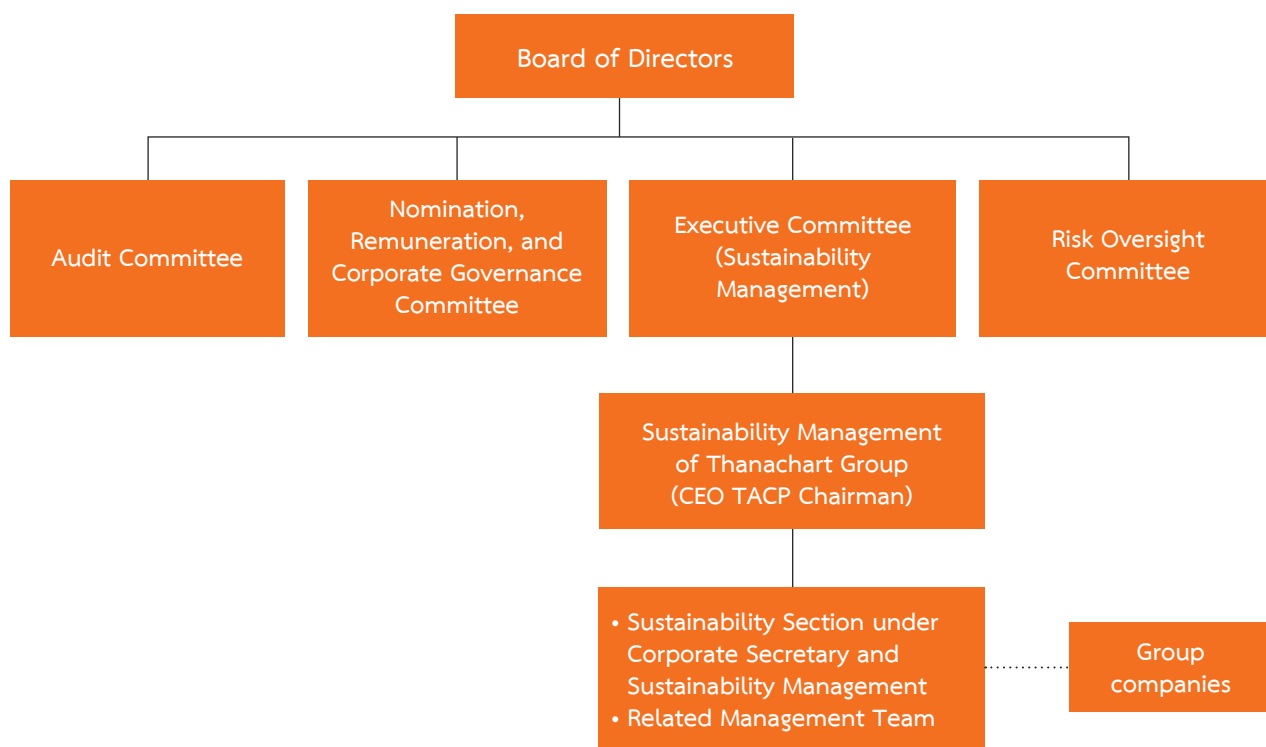 Board of Directors
Audit Committee
Nomination,
Remuneration, and
Corporate Governance
Committee
Executive Committee
(Sustainability
Management)
Risk Oversight
Committee
Sustainability Management
of Thanachart Group
(CEO TACP Chairman)
• Sustainability Section under
Corporate Secretary and
Sustainability Management
• Related Management Team
Group
companies